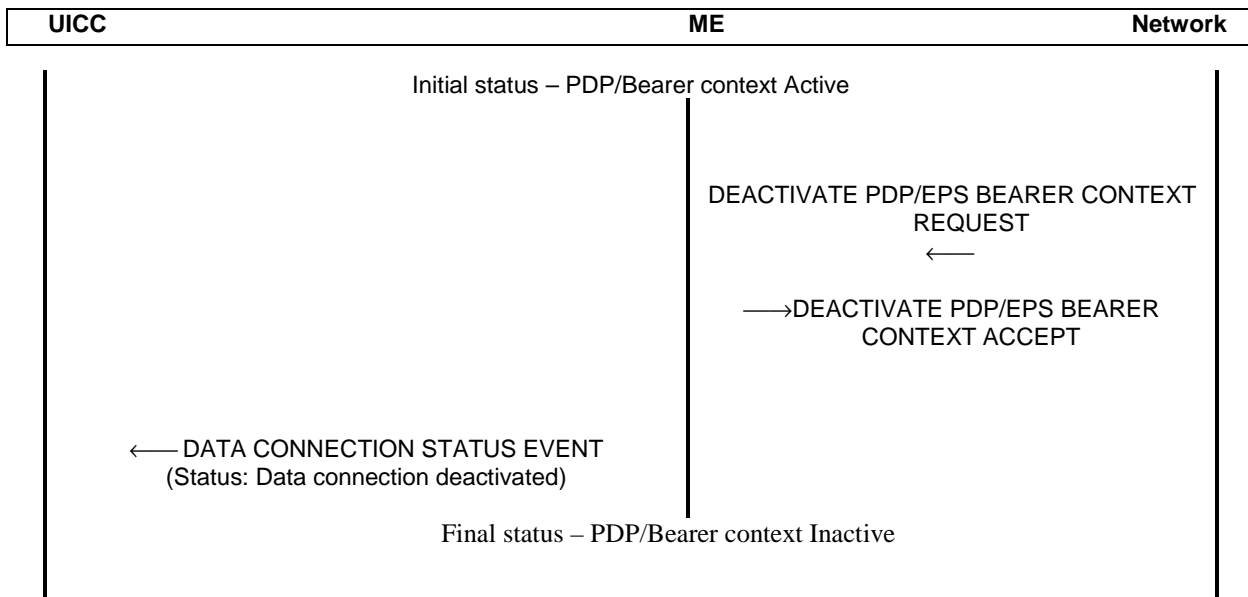 UICC ME Network
Initial status – PDP/Bearer context Active
DEACTIVATE PDP/EPS BEARER CONTEXT
REQUEST
←
→DEACTIVATE PDP/EPS BEARER
CONTEXT ACCEPT
← DATA CONNECTION STATUS EVENT
(Status: Data connection deactivated)
Final status – PDP/Bearer context Inactive